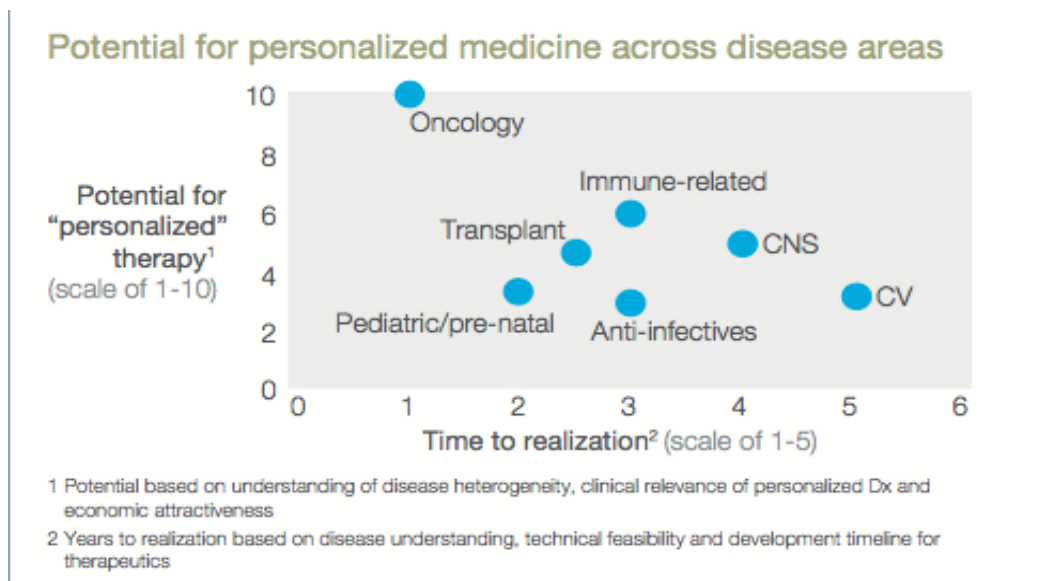 Potential for personalized medicine across disease areas
10
Oncology
8
Immune-related
Potential for
“personalized”
therapy¹
(scale of 1-10)
6
Transplant
CNS
4
CV
Pediatric/pre-natal
2
Anti-infectives
0
0 1 2 3 4 5 6
Time to realization² (scale of 1-5)
1 Potential based on understanding of disease heterogeneity, clinical relevance of personalized Dx and
economic attractiveness
2 Years to realization based on disease understanding, technical feasibility and development timeline for
therapeutics